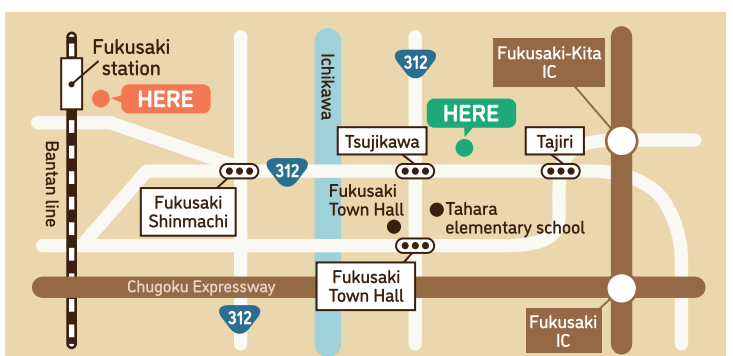 Fukusaki
station
HERE
Bantan line
Ichikawa
312
Fukusaki-Kita
IC
HERE
Tsujikawa
Tajiri
312
Fukusaki
Shinmachi
Fukusaki
Town Hall
Tahara
elementary school
Fukusaki
Town Hall
Chugoku Expressway
312
Fukusaki
IC